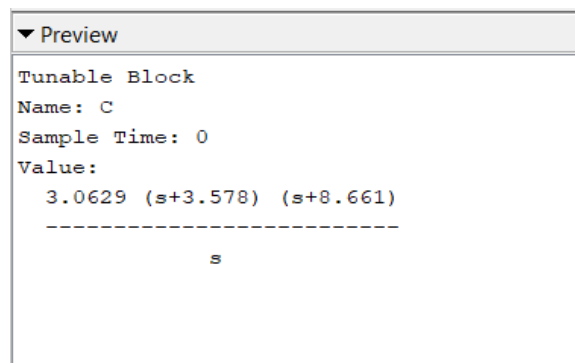 Preview
Tunable Block
Name: C
Sample Time: 0
Value:
3.0629 (s+3.578) (s+8.661)
--------------------------
s